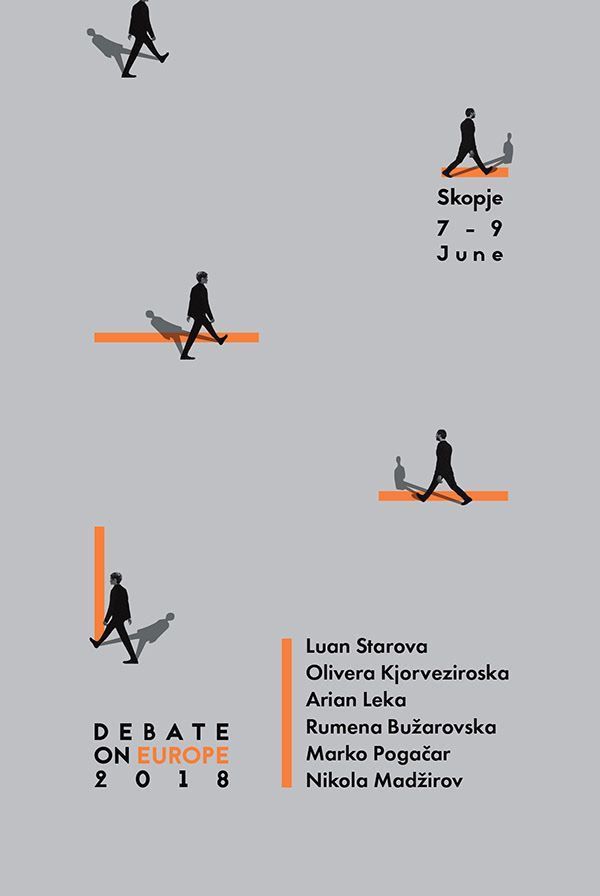 Skopje
7 - 9
June
Luan Starova
Olivera Kjorveziroska
Arian Leka
Rumena Bužarovska
Marko Pogačar
Nikola Madžirov
DEBATE
ON EUROPE
2018